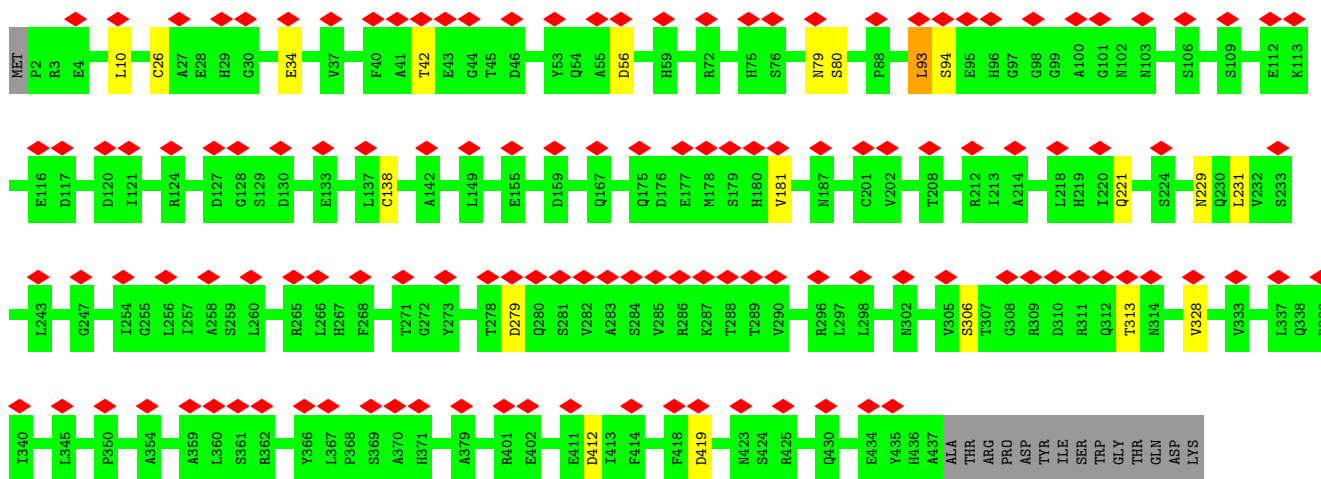 MET P2 R3 E4 L10 C26 A27 E28 H29 G30 E34 V37 F40 A41 T42 E43 G44 T45 D46 Y53 Q54 A55 D56 H59 R72 H75 S76 N79 S80 P88 L93 S94 E95 H96 G97 G98 G99 A100 G101 N102 N103 S106 S109 E112 K113
E116 D117 D120 I121 R124 D127 G128 S129 D130 E133 L137 C138 A142 L149 E155 D159 Q167 Q175 D176 E177 M178 S179 H180 V181 N187 C201 V202 T208 R212 I213 A214 L218 H219 I220 Q221 S224 N229 Q230 L231 V232 S233
L243 G247 I254 G255 L256 I257 A258 S259 L260 R265 L266 H267 F268 T271 G272 Y273 T278 D279 Q280 S281 V282 A283 S284 V285 R286 K287 T288 T289 V290 R296 L297 L298 N302 V305 S306 T307 G308 R309 D310 R311 Q312 T313 N314 V328 V333 L337 Q338
I340 L345 P350 A354 A359 L360 S361 R362 Y366 L367 P368 S369 A370 H371 A379 R401 E402 E411 D412 I413 F414 F418 D419 N423 S424 R425 Q430 E434 Y435 H436 A437 ALA THR ARG PRO ASP TYR ILE SER TRP GLY THR GLN ASP LYS